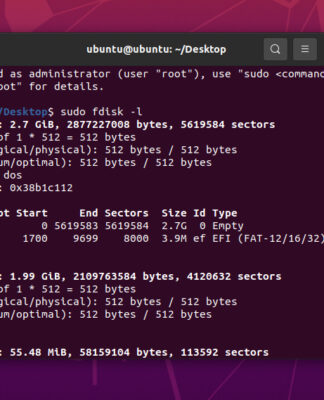 ubuntu@ubuntu: ~/Desktop
d as administrator (user "root"), use "sudo <command
oot" for details.
/Desktop$ sudo fdisk -l
: 2.7 GiB, 2877227008 bytes, 5619584 sectors
of 1 * 512 = 512 bytes
gical/physical): 512 bytes / 512 bytes
um/optimal): 512 bytes / 512 bytes
dos
: 0x38b1c112
ot Start End Sectors Size Id Type
0 5619583 5619584 2.7G 0 Empty
1700 9699 8000 3.9M ef EFI (FAT-12/16/32)
: 1.99 GiB, 2109763584 bytes, 4120632 sectors
of 1 * 512 = 512 bytes
gical/physical): 512 bytes / 512 bytes
um/optimal): 512 bytes / 512 bytes
: 55.48 MiB, 58159104 bytes, 113592 sectors